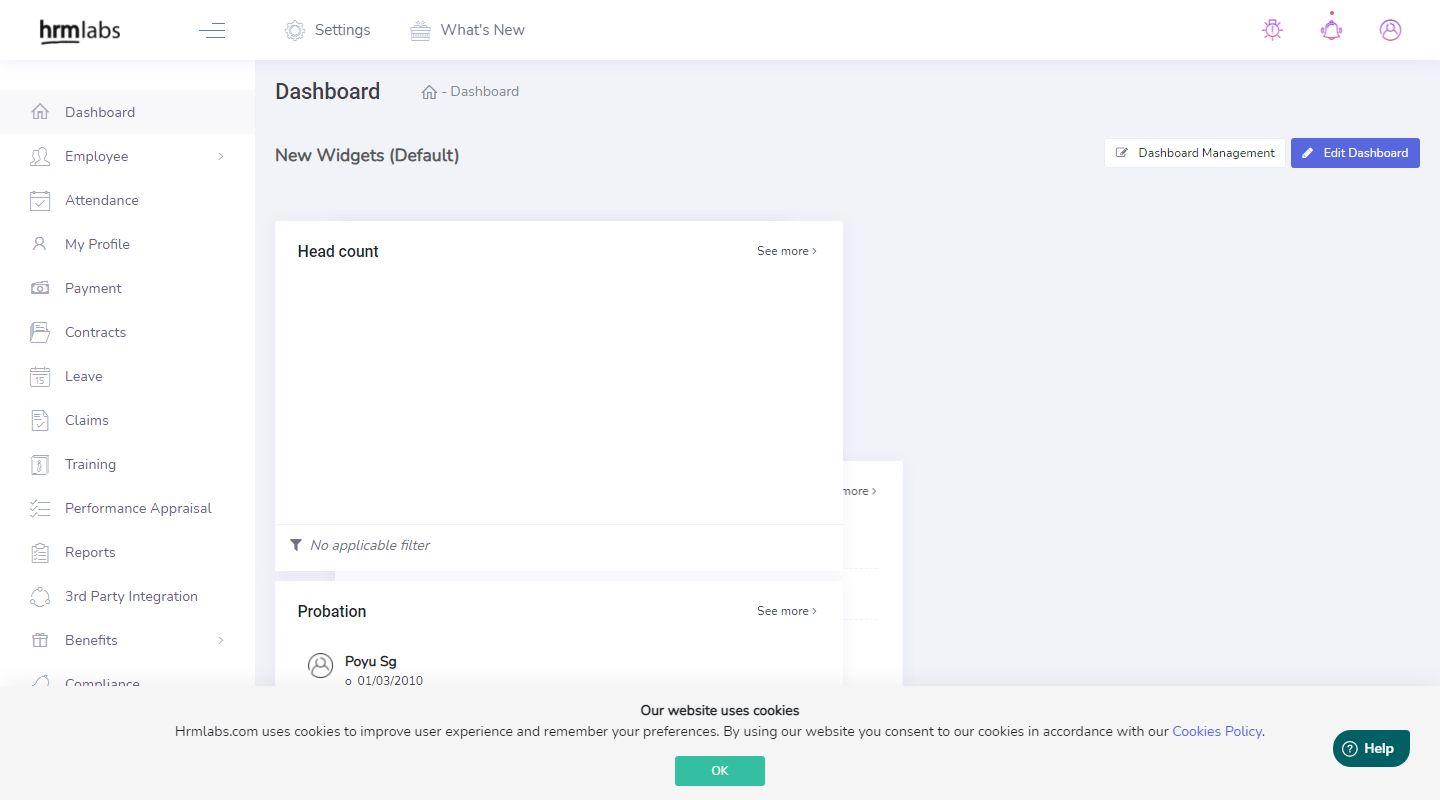 hrmlabs
Settings
What's New
Dashboard
Employee
Attendance
My Profile
Payment
Contracts
Leave
15
Claims
Training
Performance Appraisal
Reports
3rd Party Integration
Benefits
Compliance
Dashboard
- Dashboard
New Widgets (Default)
Dashboard Management
Edit Dashboard
Head count
See more
more
No applicable filter
Probation
See more
Poyu Sg
01/03/2010
Our website uses cookies
Hrmlabs.com uses cookies to improve user experience and remember your preferences. By using our website you consent to our cookies in accordance with our Cookies Policy.
OK
? Help